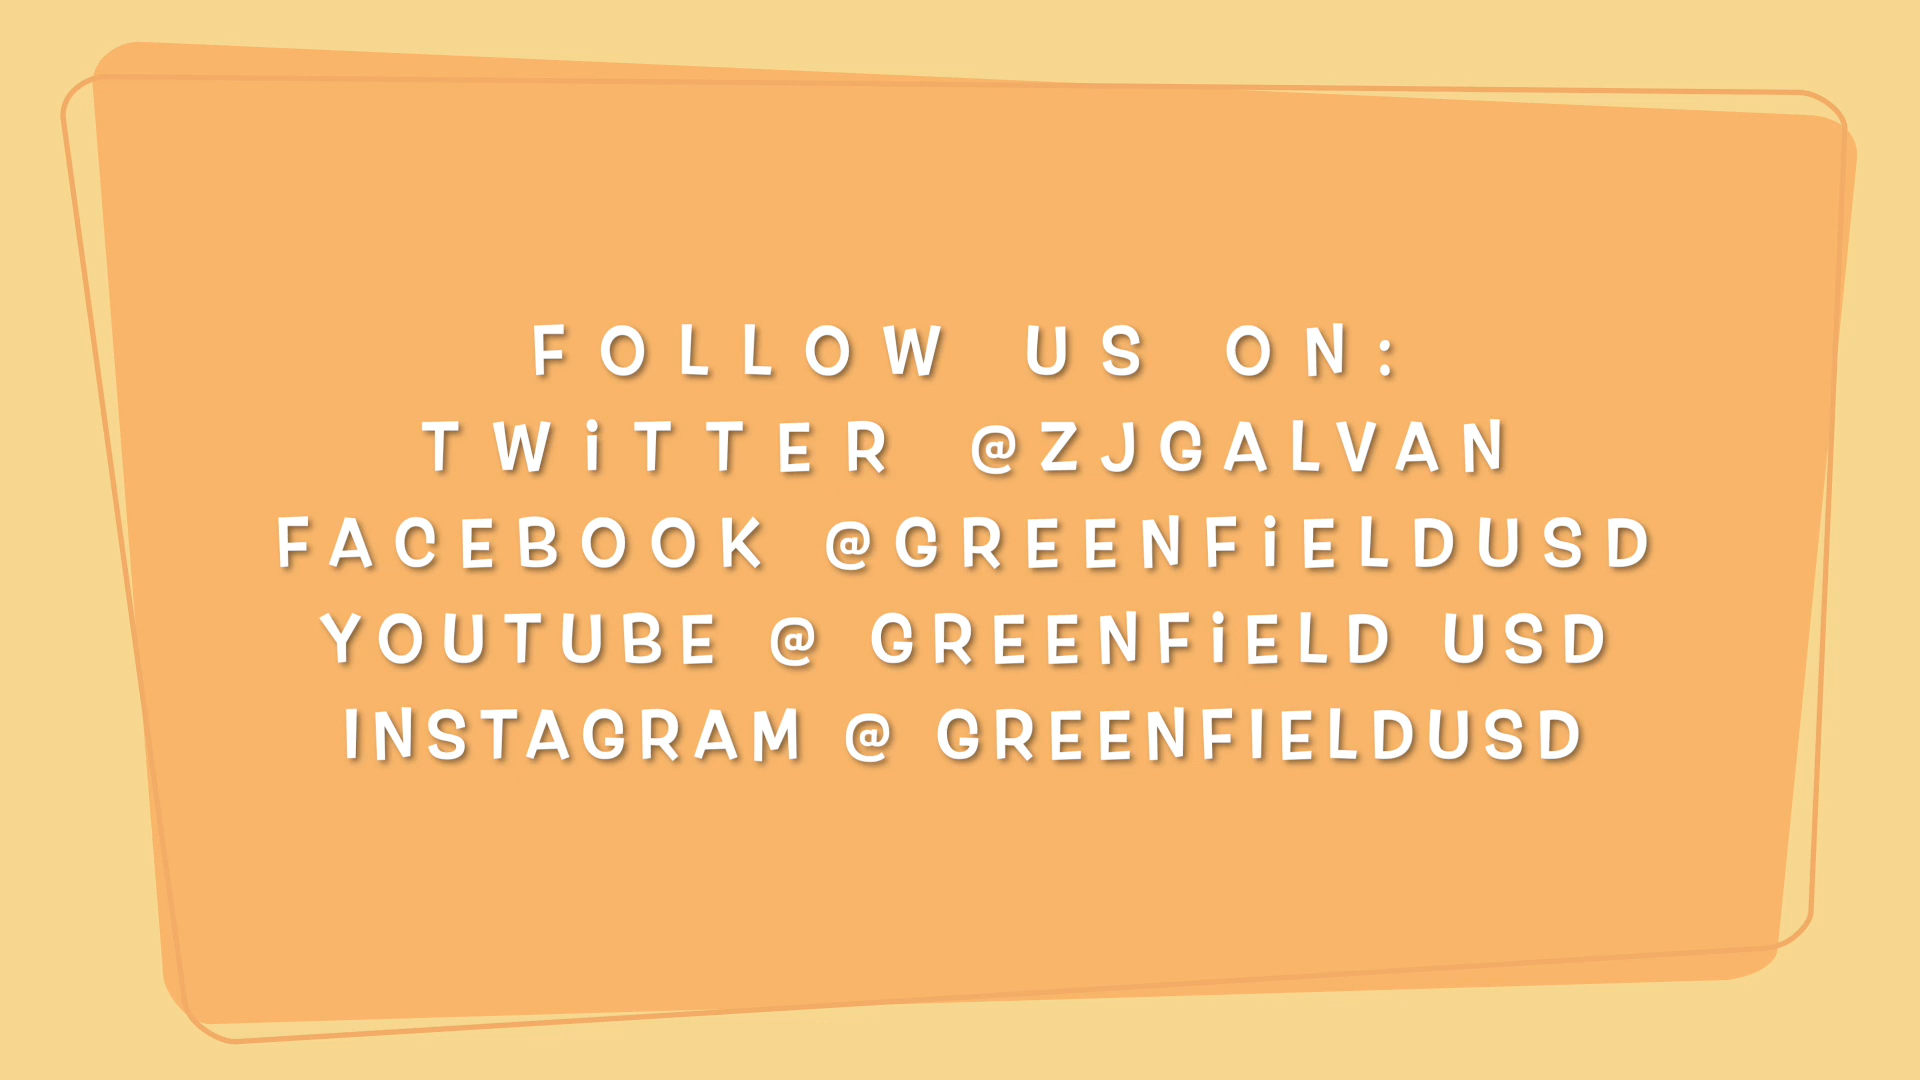 FOLLOW US ON:
TWiTTER @ZJGALVAN
FACEBOOK @GREENFiELDUSD
YOUTUBE @ GREENFiELD USD
INSTAGRAM @ GREENFIELDUSD